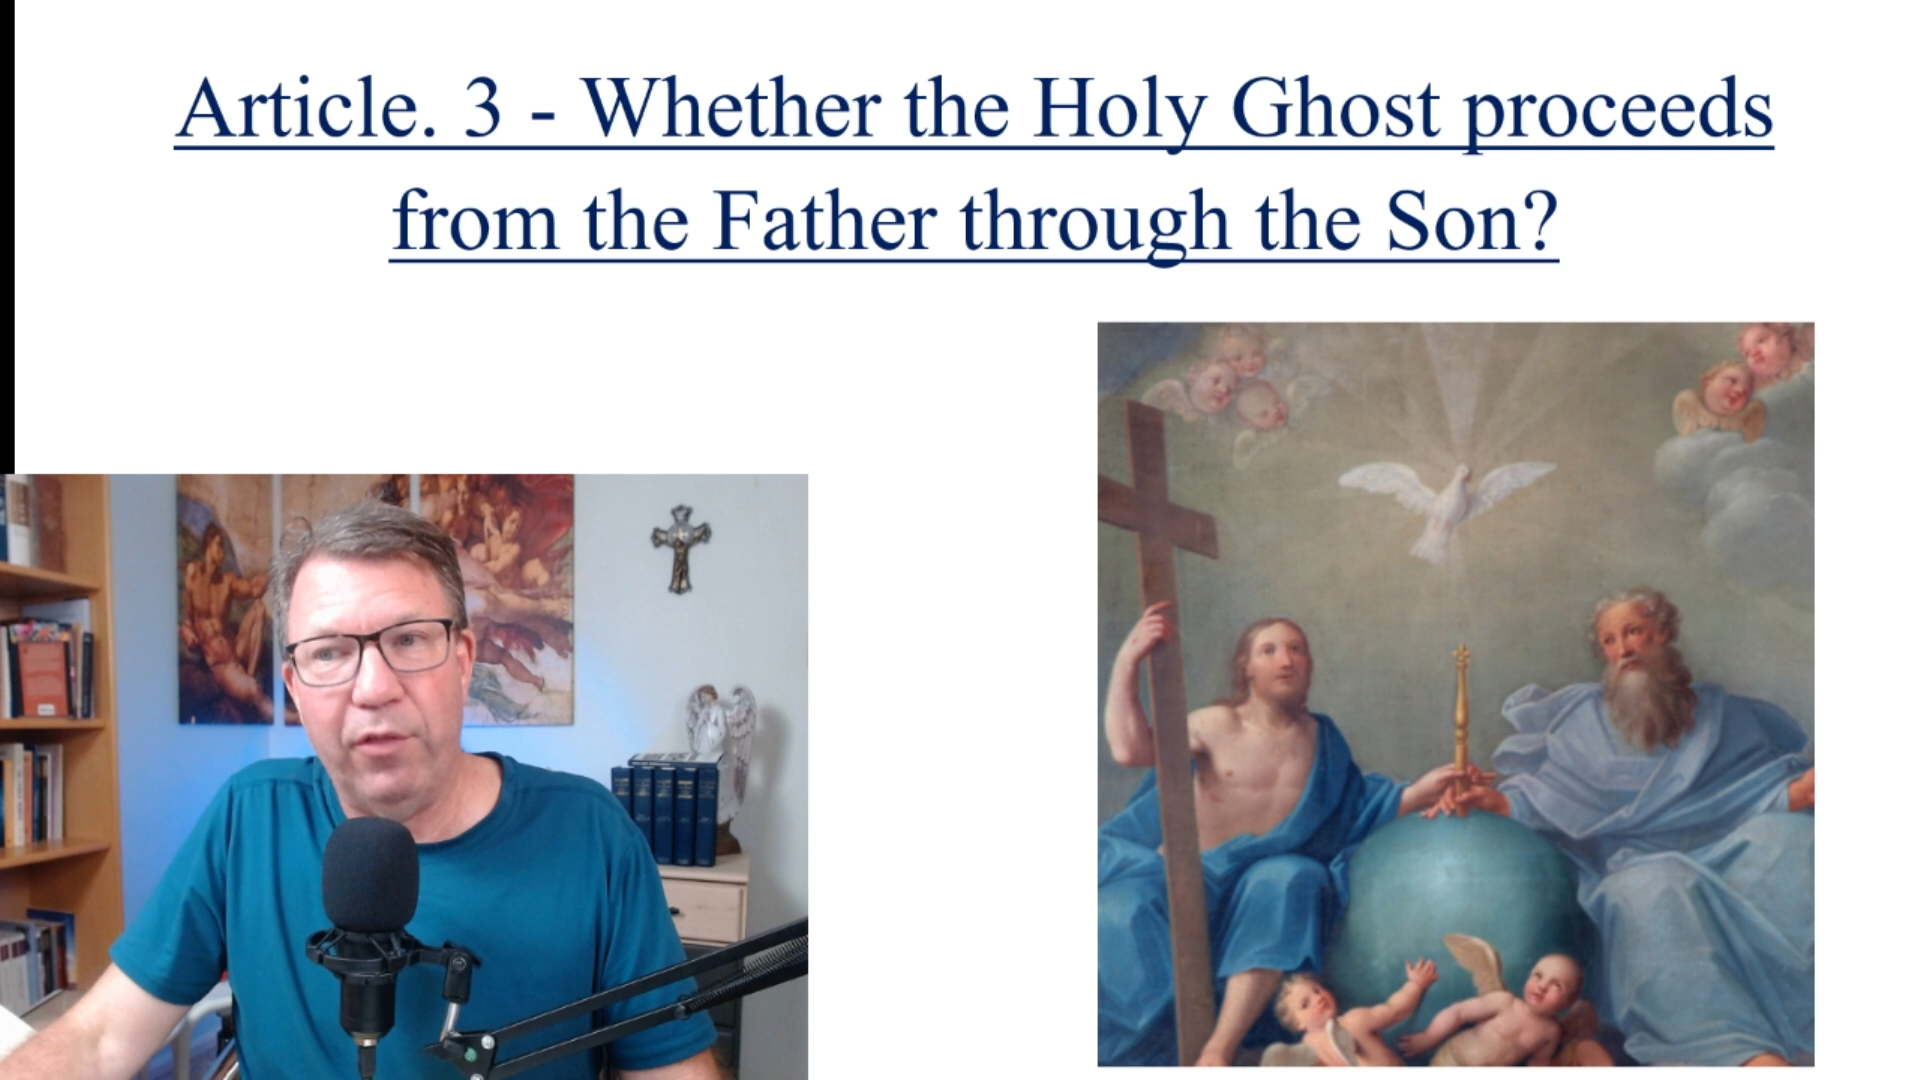 Article. 3 - Whether the Holy Ghost proceeds
from the Father through the Son?